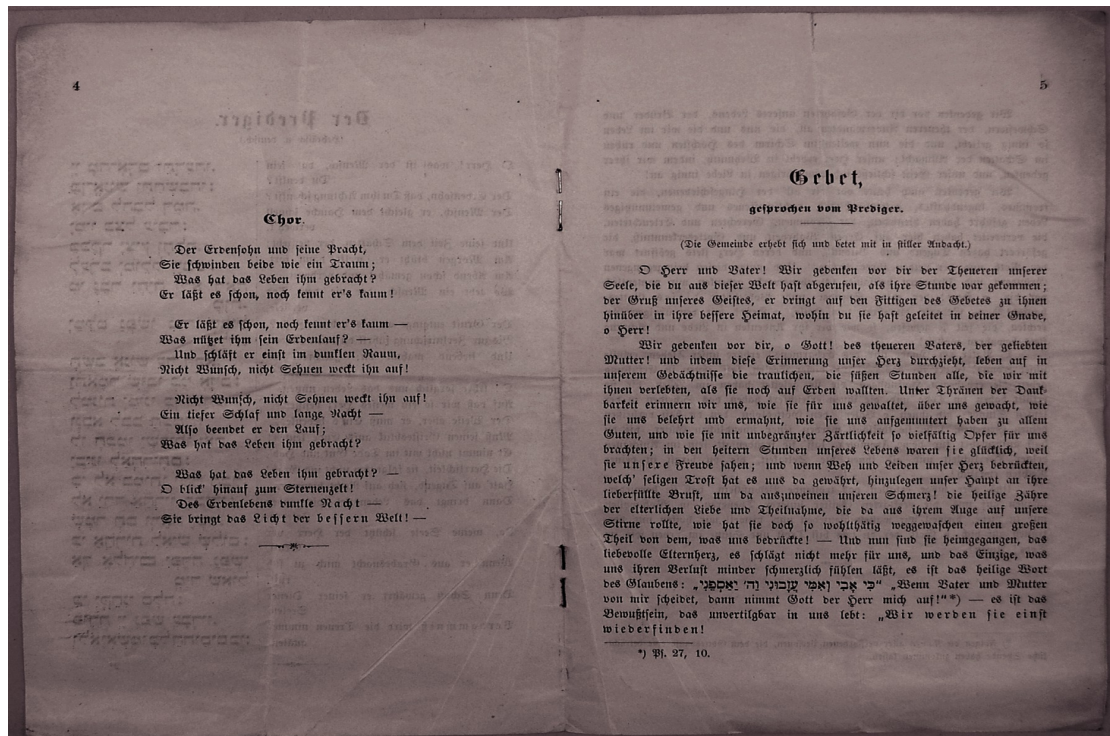 4
Chor.
Der Erdensohn und seine Pracht,
Sie schwinden beide wie ein Traum;
Was hat das Leben ihm gebracht?
Er läßt es schon, noch kennt er's kaum!
Er läßt es schon, noch kennt er's kaum —
Was nützet ihm sein Erdenlauf? —
Und schläft er einst im dunklen Raum,
Nicht Wunsch, nicht Sehnen weckt ihn auf!
Nicht Wunsch, nicht Sehnen weckt ihn auf!
Ein tiefer Schlaf und lange Nacht —
Also beendet er den Lauf;
Was hat das Leben ihm gebracht?
Was hat das Leben ihm gebracht? —
O blick' hinauf zum Sternenzelt!
Des Erdenlebens dunkle Nacht —
Sie bringt das Licht der bessern Welt! —
5
Gebet,
gesprochen vom Prediger.
(Die Gemeinde erhebt sich und betet mit in stiller Andacht.)
O Herr und Vater! Wir gedenken vor dir der Theueren unserer
Seele, die du aus dieser Welt hast abgerufen, als ihre Stunde war gekommen;
der Gruß unseres Geistes, er bringt auf den Fittigen des Gebetes zu ihnen
hinüber in ihre bessere Heimat, wohin du sie hast geleitet in deiner Gnade,
o Herr!
Wir gedenken vor dir, o Gott! des theueren Vaters, der geliebten
Mutter! und indem diese Erinnerung unser Herz durchzieht, leben auf in
unserem Gedächtnisse die traulichen, die süßen Stunden alle, die wir mit
ihnen verlebten, als sie noch auf Erden wallten. Unter Thränen der Dank-
barkeit erinnern wir uns, wie sie für uns gewaltet, über uns gewacht, wie
sie uns belehrt und ermahnt, wie sie uns aufgemuntert haben zu allem
Guten, und wie sie mit unbegränzter Zärtlichkeit so vielfältig Opfer für uns
brachten; in den heitern Stunden unseres Lebens waren sie glücklich, weil
sie unsere Freude sahen; und wenn Weh und Leiden unser Herz bedrückten,
welch' seligen Trost hat es uns da gewährt, hinzulegen unser Haupt an ihre
lieberfüllte Brust, um da auszuweinen unseren Schmerz! die heilige Zähre
der elterlichen Liebe und Theilnahme, die da aus ihrem Auge auf unsere
Stirne rollte, wie hat sie doch so wohlthätig weggewaschen einen großen
Theil von dem, was uns bedrückte! — Und nun sind sie heimgegangen, das
liebevolle Elternherz, es schlägt nicht mehr für uns, und das Einzige, was
uns ihren Verlust minder schmerzlich fühlen läßt, es ist das heilige Wort
des Glaubens: „כִּי אָבִי וְאִמִּי עֲזָבוּנִי וַה' יַאַסְפֵנִי“ „Wenn Vater und Mutter
von mir scheidet, dann nimmt Gott der Herr mich auf!“*) — es ist das
Bewußtsein, das unvertilgbar in uns lebt: „Wir werden sie einst
wiederfinden!
*) Ps. 27, 10.